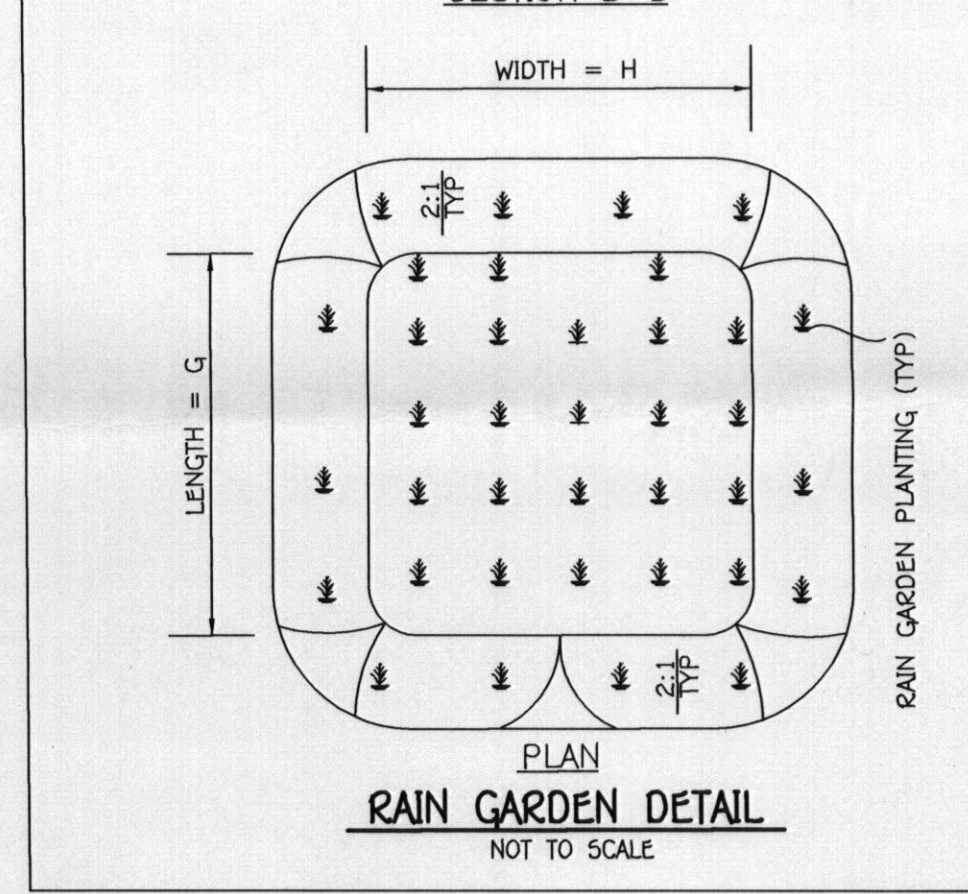 WIDTH = H
2:1
TYP
LENGTH = G
RAIN GARDEN PLANTING (TYP)
2:1
TYP
PLAN
RAIN GARDEN DETAIL
NOT TO SCALE